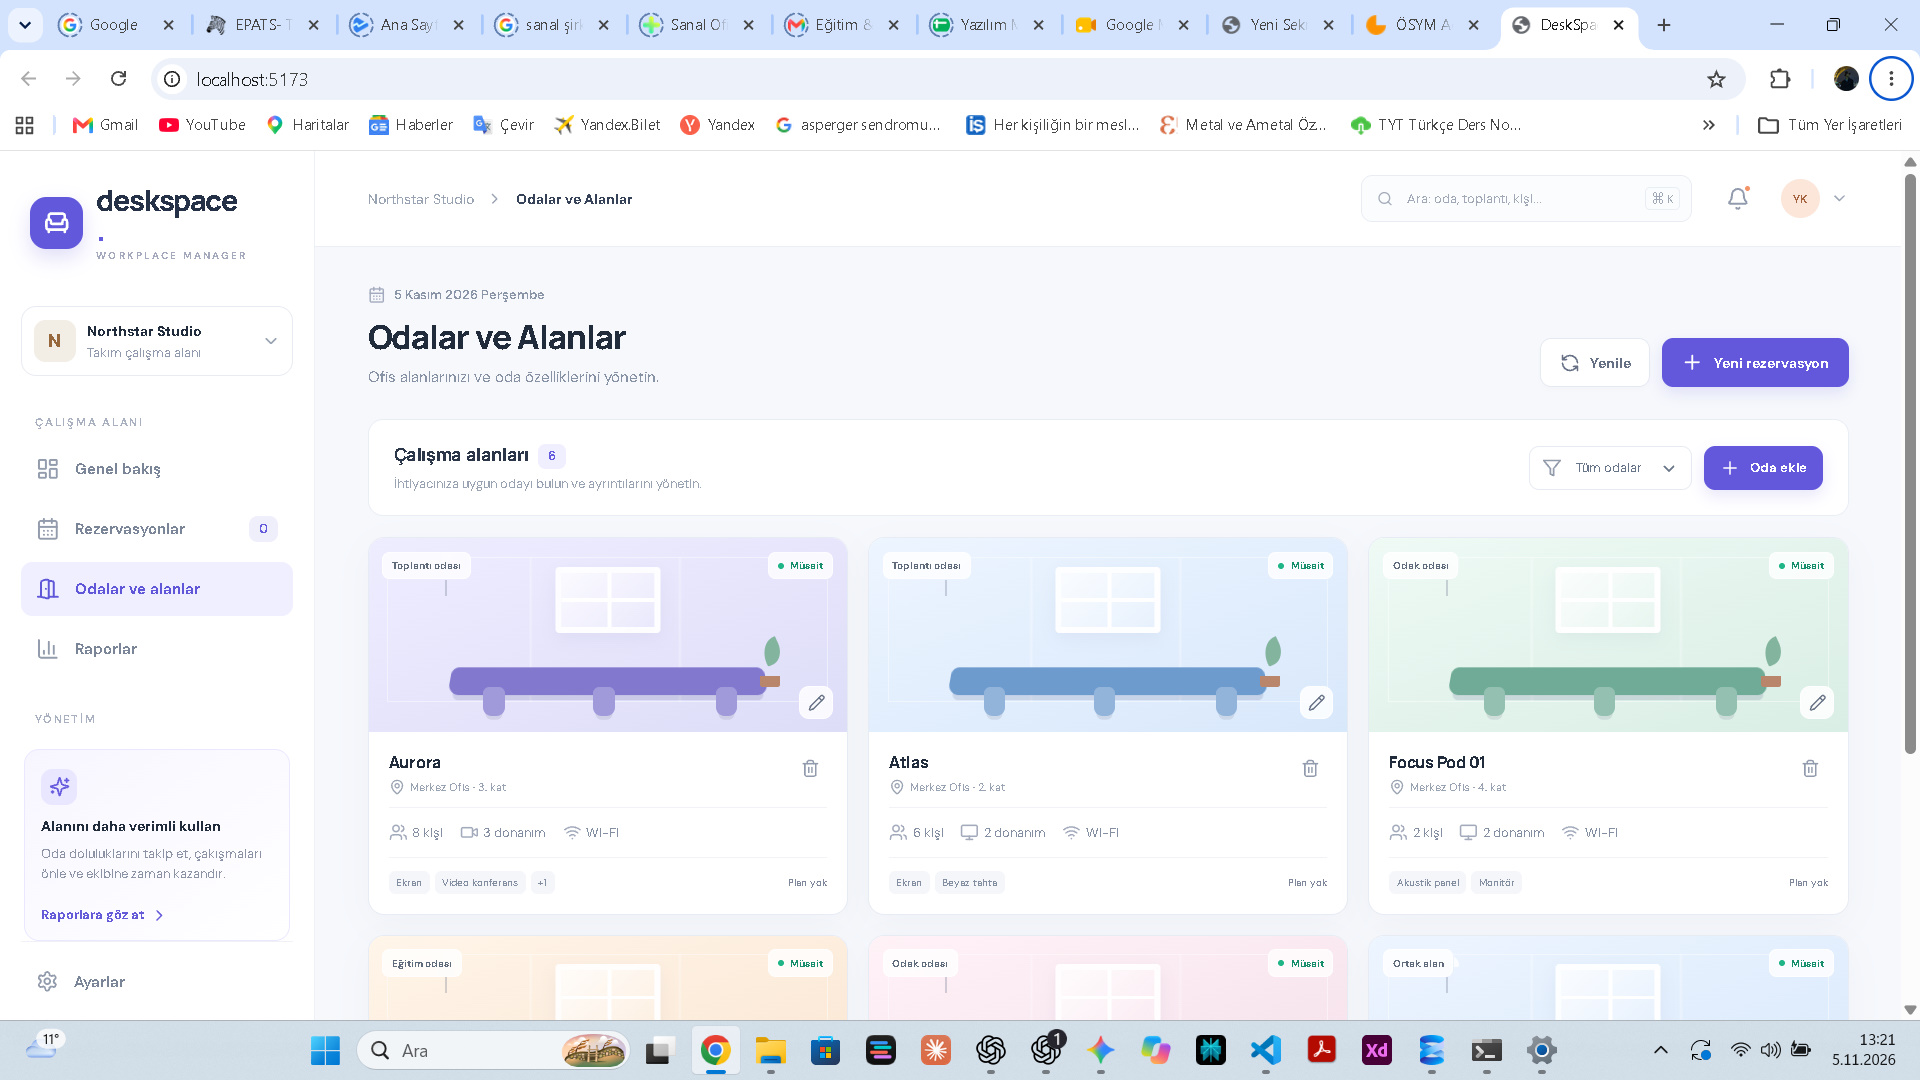 Google
EPATS- T
Ana Sayf
sanal şirk
Sanal Ofi
Eğitim &
Yazılım M
Google M
Yeni Sek
ÖSYM A
DeskSpa
localhost:5173
Gmail
YouTube
Haritalar
Haberler
Çevir
Yandex.Bilet
Yandex
asperger sendromu...
Her kişiliğin bir mesl...
Metal ve Ametal Öz...
TYT Türkçe Ders No...
Tüm Yer İşaretleri
deskspace
.
WORKPLACE MANAGER
N
Northstar Studio
Takım çalışma alanı
ÇALIŞMA ALANI
Genel bakış
Rezervasyonlar 0
Odalar ve alanlar
Raporlar
YÖNETİM
Alanını daha verimli kullan
Oda doluluklarını takip et, çakışmaları
önle ve ekibine zaman kazandır.
Raporlara göz at
Ayarlar
Northstar Studio > Odalar ve Alanlar
Ara: oda, toplantı, kişi... ⌘ K
YK
5 Kasım 2026 Perşembe
Odalar ve Alanlar
Ofis alanlarınızı ve oda özelliklerini yönetin.
Yenile
Yeni rezervasyon
Çalışma alanları 6
İhtiyacınıza uygun odayı bulun ve ayrıntılarını yönetin.
Tüm odalar
Oda ekle
Toplantı odası
Müsait
Aurora
Merkez Ofis · 3. kat
8 kişi 3 donanım Wi-Fi
Ekran Video konferans +1 Plan yok
Toplantı odası
Müsait
Atlas
Merkez Ofis · 2. kat
6 kişi 2 donanım Wi-Fi
Ekran Beyaz tahta Plan yok
Odak odası
Müsait
Focus Pod 01
Merkez Ofis · 4. kat
2 kişi 2 donanım Wi-Fi
Akustik panel Monitör Plan yok
Eğitim odası
Müsait
Odak odası
Müsait
Ortak alan
Müsait
11°
Ara
1
Xd
13:21
5.11.2026